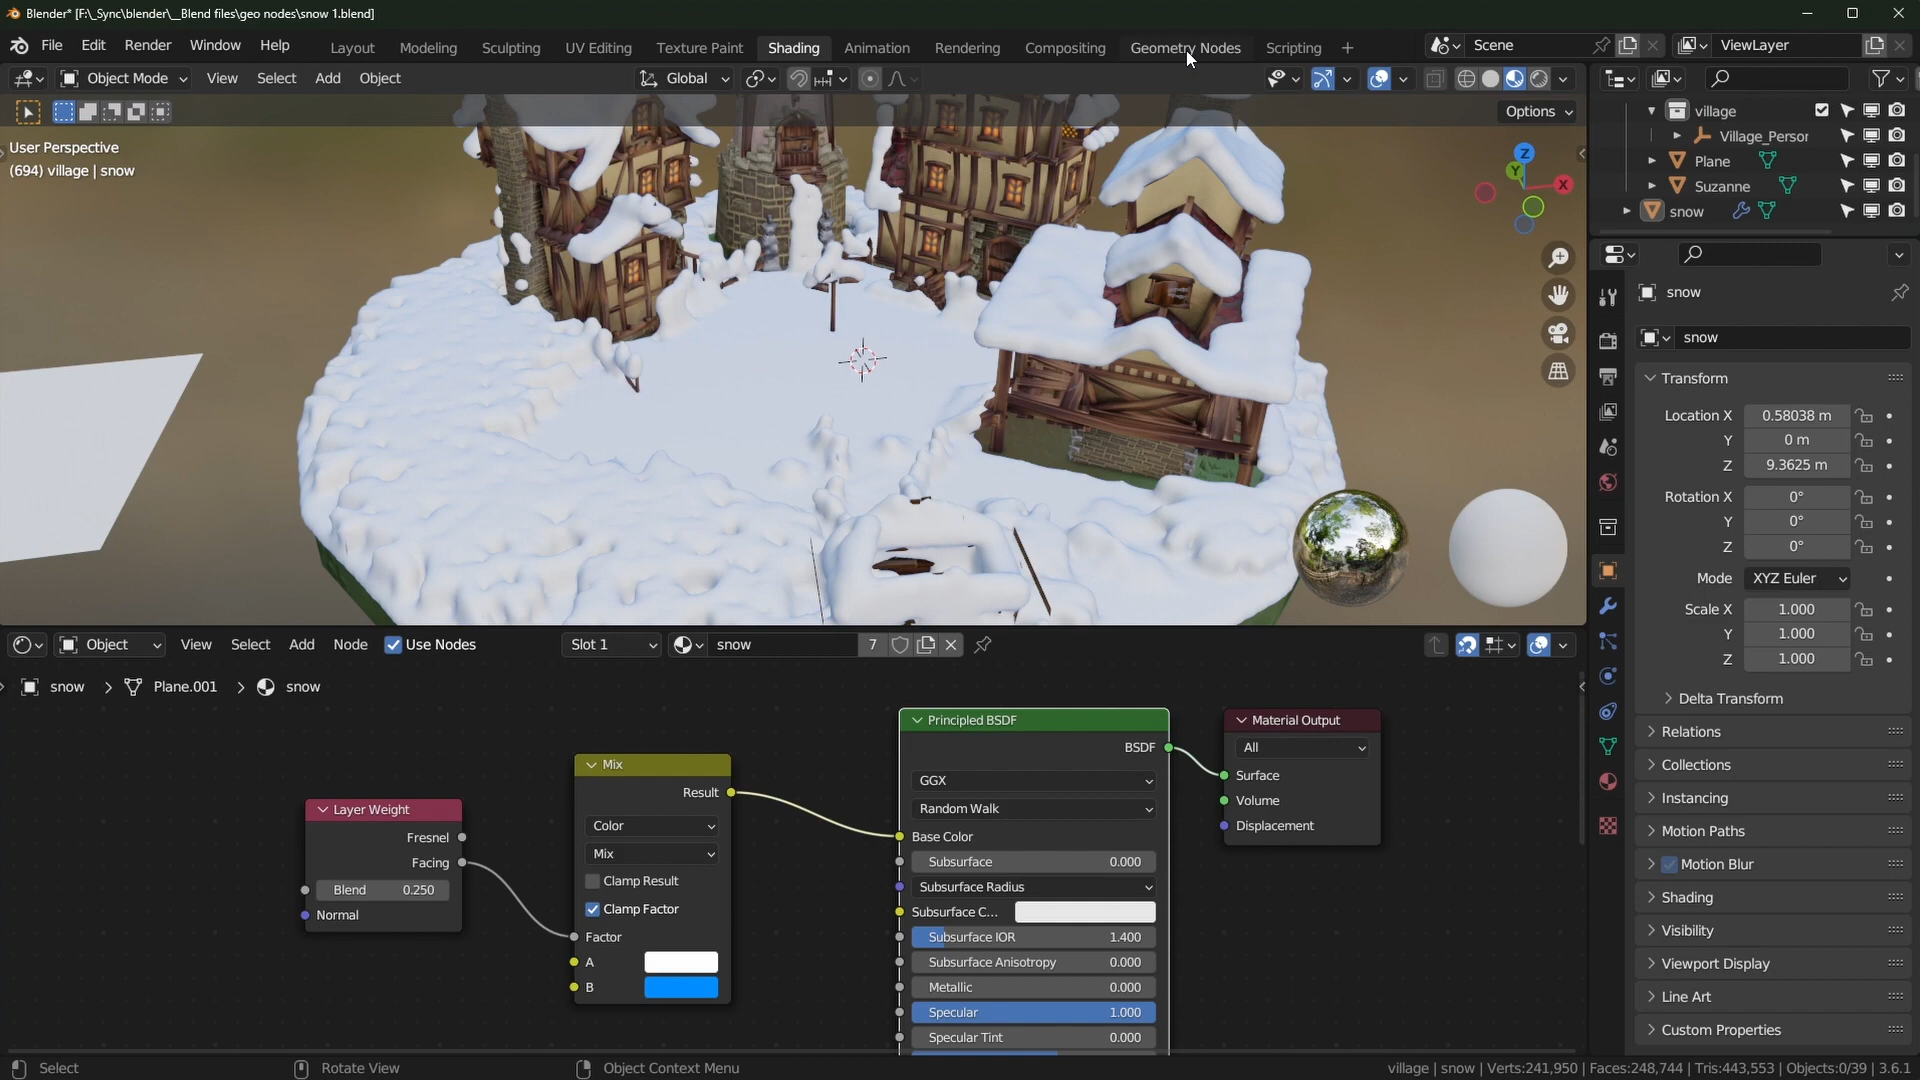 Blender* [F:\_Sync\blender\__Blend files\geo nodes\snow 1.blend]
File Edit Render Window Help Layout Modeling Sculpting UV Editing Texture Paint Shading Animation Rendering Compositing Geometry Nodes Scripting + Scene ViewLayer
Object Mode View Select Add Object Global
Options
User Perspective
(694) village | snow
Z
Y
X
village
Village_Persor
Plane
Suzanne
snow
snow
snow
Transform
Location X 0.58038 m
Y 0 m
Z 9.3625 m
Rotation X 0°
Y 0°
Z 0°
Mode XYZ Euler
Scale X 1.000
Y 1.000
Z 1.000
Delta Transform
Relations
Collections
Instancing
Motion Paths
Motion Blur
Shading
Visibility
Viewport Display
Line Art
Custom Properties
Object View Select Add Node Use Nodes Slot 1 snow 7
snow > Plane.001 > snow
Layer Weight
Fresnel
Facing
Blend 0.250
Normal
Mix
Result
Color
Mix
Clamp Result
Clamp Factor
Factor
A
B
Principled BSDF
BSDF
GGX
Random Walk
Base Color
Subsurface 0.000
Subsurface Radius
Subsurface C...
Subsurface IOR 1.400
Subsurface Anisotropy 0.000
Metallic 0.000
Specular 1.000
Specular Tint 0.000
Material Output
All
Surface
Volume
Displacement
Select Rotate View Object Context Menu village | snow | Verts:241,950 | Faces:248,744 | Tris:443,553 | Objects:0/39 | 3.6.1